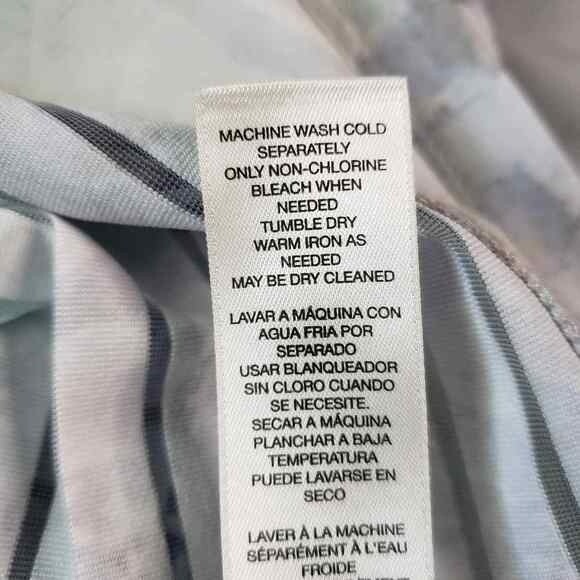 MACHINE WASH COLD
SEPARATELY
ONLY NON-CHLORINE
BLEACH WHEN
NEEDED
TUMBLE DRY
WARM IRON AS
NEEDED
MAY BE DRY CLEANED
LAVAR A MÁQUINA CON
AGUA FRIA POR
SEPARADO
USAR BLANQUEADOR
SIN CLORO CUANDO
SE NECESITE.
SECAR A MÁQUINA
PLANCHAR A BAJA
TEMPERATURA
PUEDE LAVARSE EN
SECO
LAVER À LA MACHINE
SÉPARÉMENT À L'EAU
FROIDE